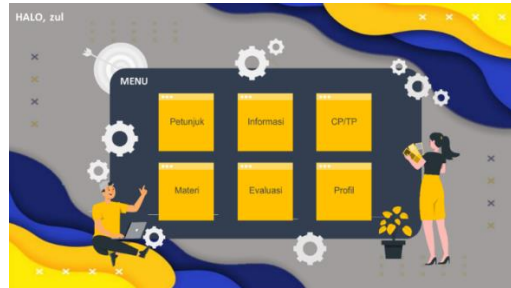 HALO, zul
MENU
Petunjuk
Informasi
CP/TP
Materi
Evaluasi
Profil